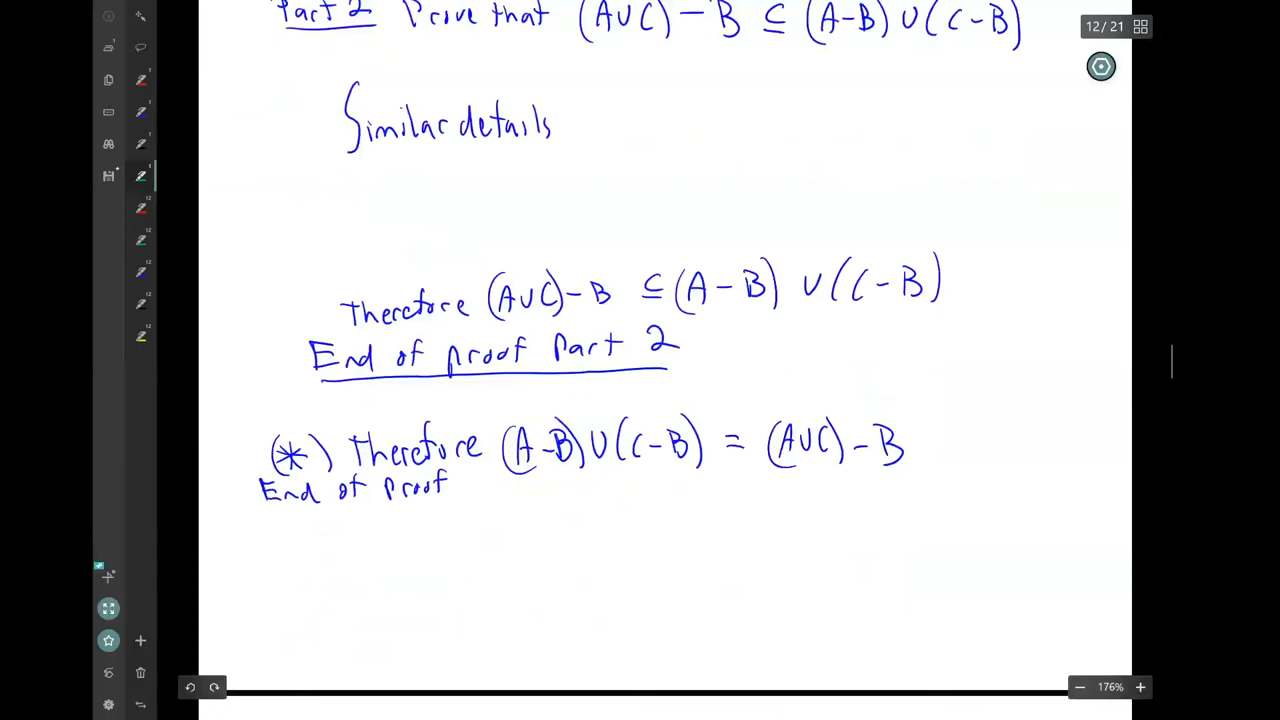 Part 2 Prove that (A∪C) − B ⊆ (A−B) ∪ (C−B)
12/21
Similar details
Therefore (A∪C)−B ⊆ (A−B) ∪ (C−B)
End of proof Part 2
(*) Therefore (A−B)∪(C−B) = (A∪C)−B
End of proof
176%